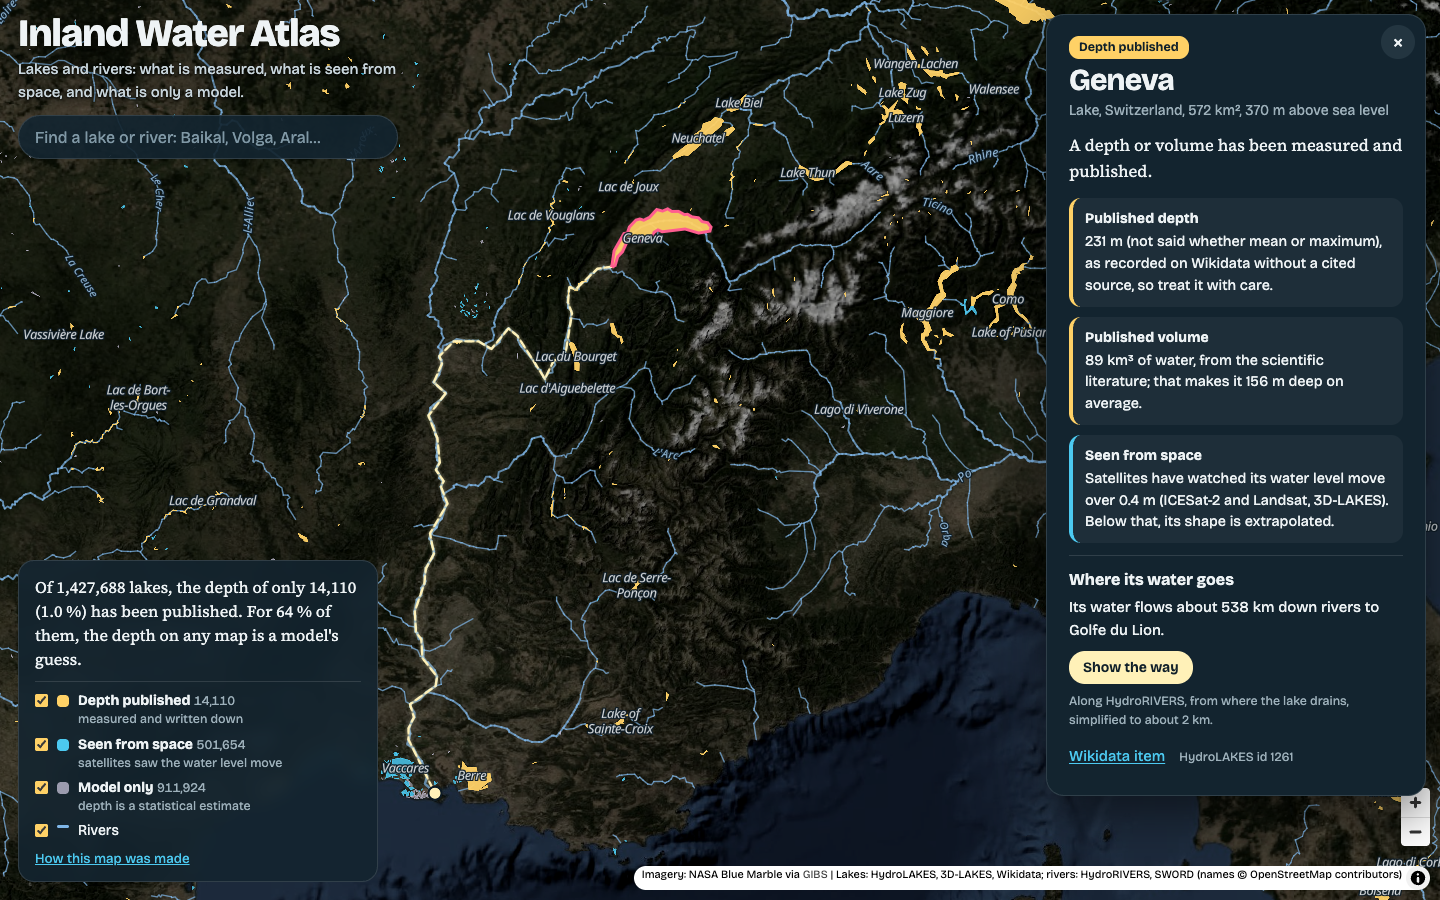 Inland Water Atlas
Lakes and rivers: what is measured, what is seen from
space, and what is only a model.
Find a lake or river: Baikal, Volga, Aral...
Wangen Lachen
Lake Zug
Walensee
Lake Biel
Luzern
Neuchatel
Rhine
Aare
Lake Thun
Lac de Joux
Le Cher
L'Allier
Ticino
Lac de Vouglans
Geneva
La Creuse
Como
Maggiore
Vassivière Lake
Lac du Bourget
Lac d'Aiguebelette
Lac de Bort-
les-Orgues
Lago di Viverone
L'Arc
Po
Lac de Grandval
Orba
Lac de Serre-
Ponçon
Lake of
Sainte-Croix
Vaccares
Berre
Depth published
×
Geneva
Lake, Switzerland, 572 km², 370 m above sea level
A depth or volume has been measured and
published.
Published depth
231 m (not said whether mean or maximum),
as recorded on Wikidata without a cited
source, so treat it with care.
Published volume
89 km³ of water, from the scientific
literature; that makes it 156 m deep on
average.
Seen from space
Satellites have watched its water level move
over 0.4 m (ICESat-2 and Landsat, 3D-LAKES).
Below that, its shape is extrapolated.
Where its water goes
Its water flows about 538 km down rivers to
Golfe du Lion.
Show the way
Along HydroRIVERS, from where the lake drains,
simplified to about 2 km.
Wikidata item HydroLAKES id 1261
Of 1,427,688 lakes, the depth of only 14,110
(1.0 %) has been published. For 64 % of
them, the depth on any map is a model's
guess.
Depth published 14,110
measured and written down
Seen from space 501,654
satellites saw the water level move
Model only 911,924
depth is a statistical estimate
Rivers
How this map was made
+
−
Imagery: NASA Blue Marble via GIBS | Lakes: HydroLAKES, 3D-LAKES, Wikidata; rivers: HydroRIVERS, SWORD (names © OpenStreetMap contributors)